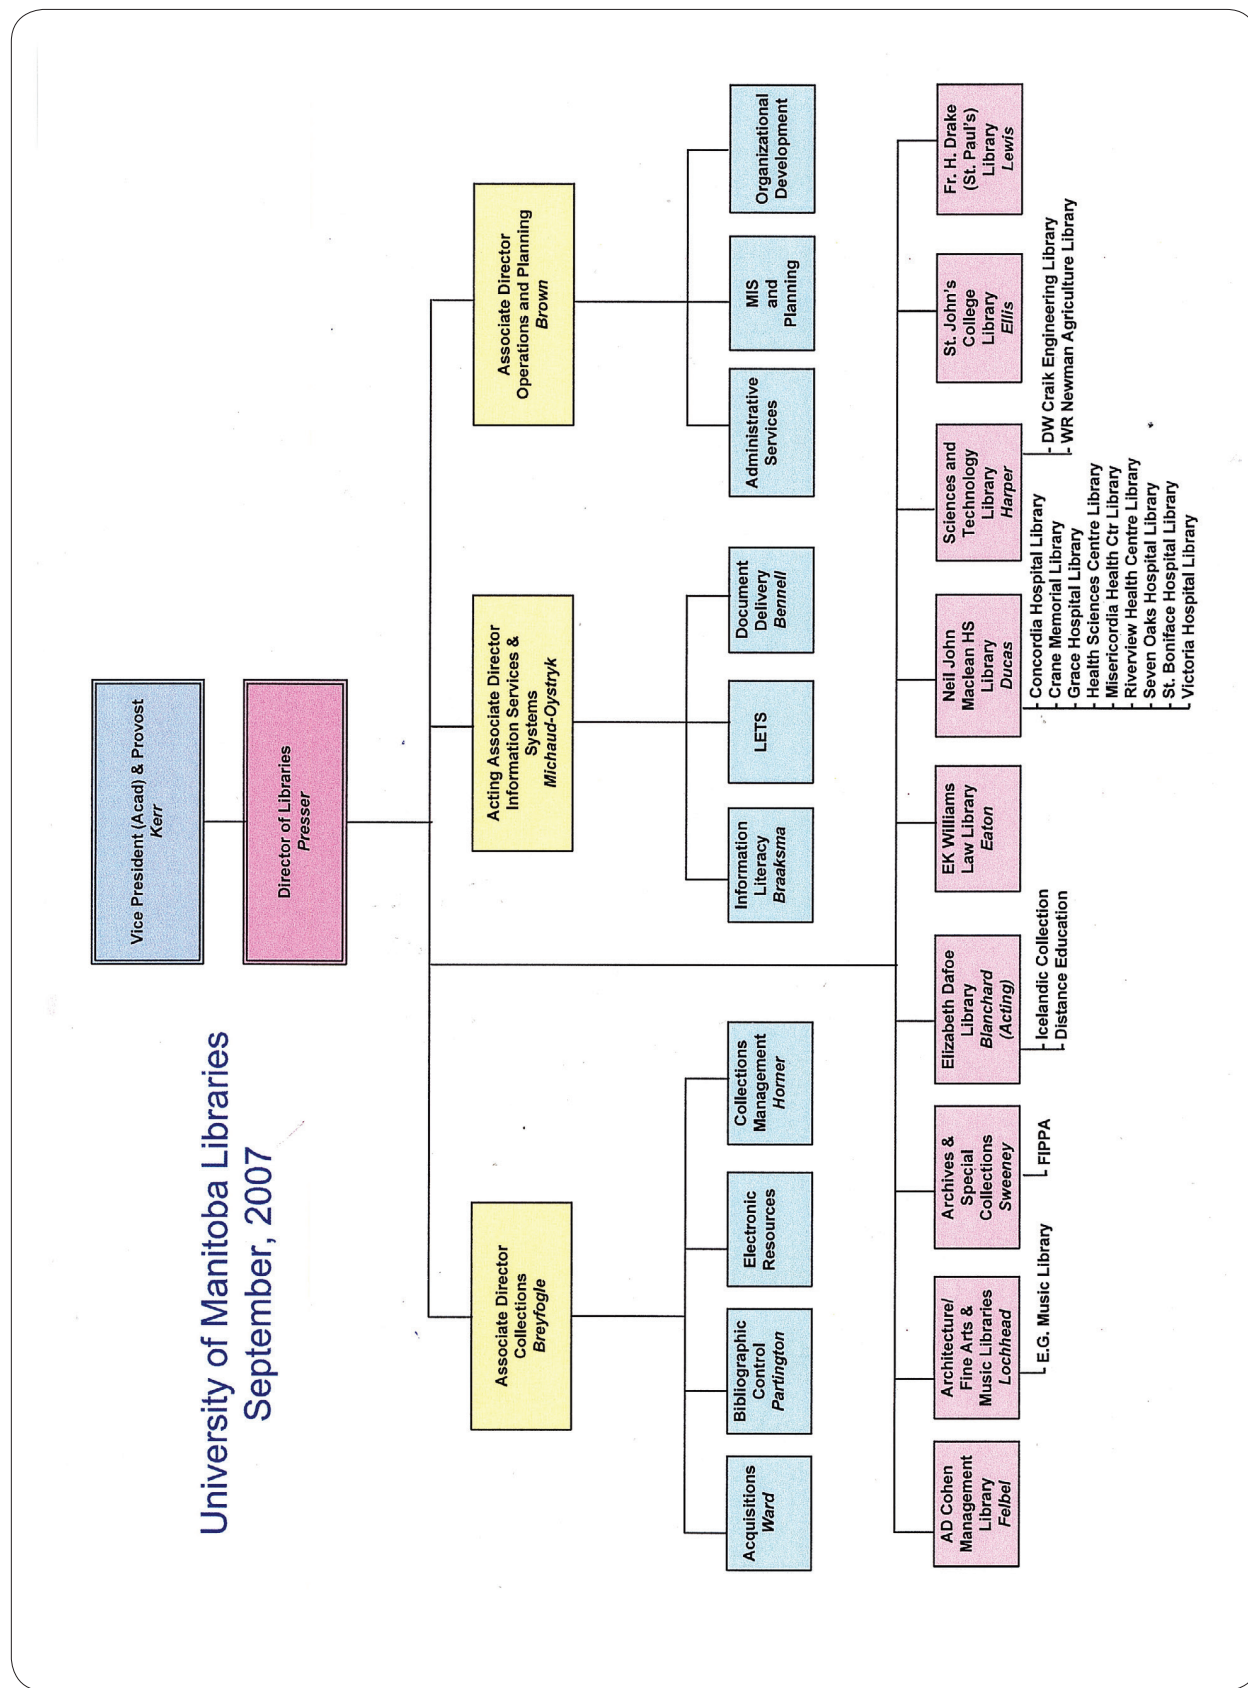 University of Manitoba Libraries
September, 2007
Vice President (Acad) & Provost
Kerr
Director of Libraries
Presser
Associate Director
Collections
Breyfogle
Acting Associate Director
Information Services &
Systems
Michaud-Oystryk
Associate Director
Operations and Planning
Brown
Acquisitions
Ward
Bibliographic
Control
Partington
Electronic
Resources
Collections
Management
Horner
Information
Literacy
Braaksma
LETS
Document
Delivery
Bennell
Administrative
Services
MIS
and
Planning
Organizational
Development
AD Cohen
Management
Library
Felbel
Architecture/
Fine Arts &
Music Libraries
Lochhead
E.G. Music Library
Archives &
Special
Collections
Sweeney
FIPPA
Elizabeth Dafoe
Library
Blanchard
(Acting)
Icelandic Collection
Distance Education
EK Williams
Law Library
Eaton
Neil John
Maclean HS
Library
Ducas
Concordia Hospital Library
Crane Memorial Library
Grace Hospital Library
Health Sciences Centre Library
Misericordia Health Ctr Library
Riverview Health Centre Library
Seven Oaks Hospital Library
St. Boniface Hospital Library
Victoria Hospital Library
Sciences and
Technology
Library
Harper
DW Craik Engineering Library
WR Newman Agriculture Library
St. John's
College
Library
Ellis
Fr. H. Drake
(St. Paul's)
Library
Lewis